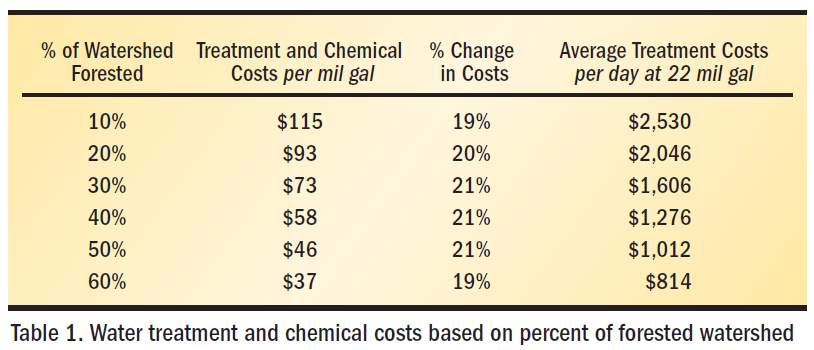 % of Watershed Forested Treatment and Chemical Costs per mil gal % Change in Costs Average Treatment Costs per day at 22 mil gal
10% $115 19% $2,530
20% $93 20% $2,046
30% $73 21% $1,606
40% $58 21% $1,276
50% $46 21% $1,012
60% $37 19% $814
Table 1. Water treatment and chemical costs based on percent of forested watershed